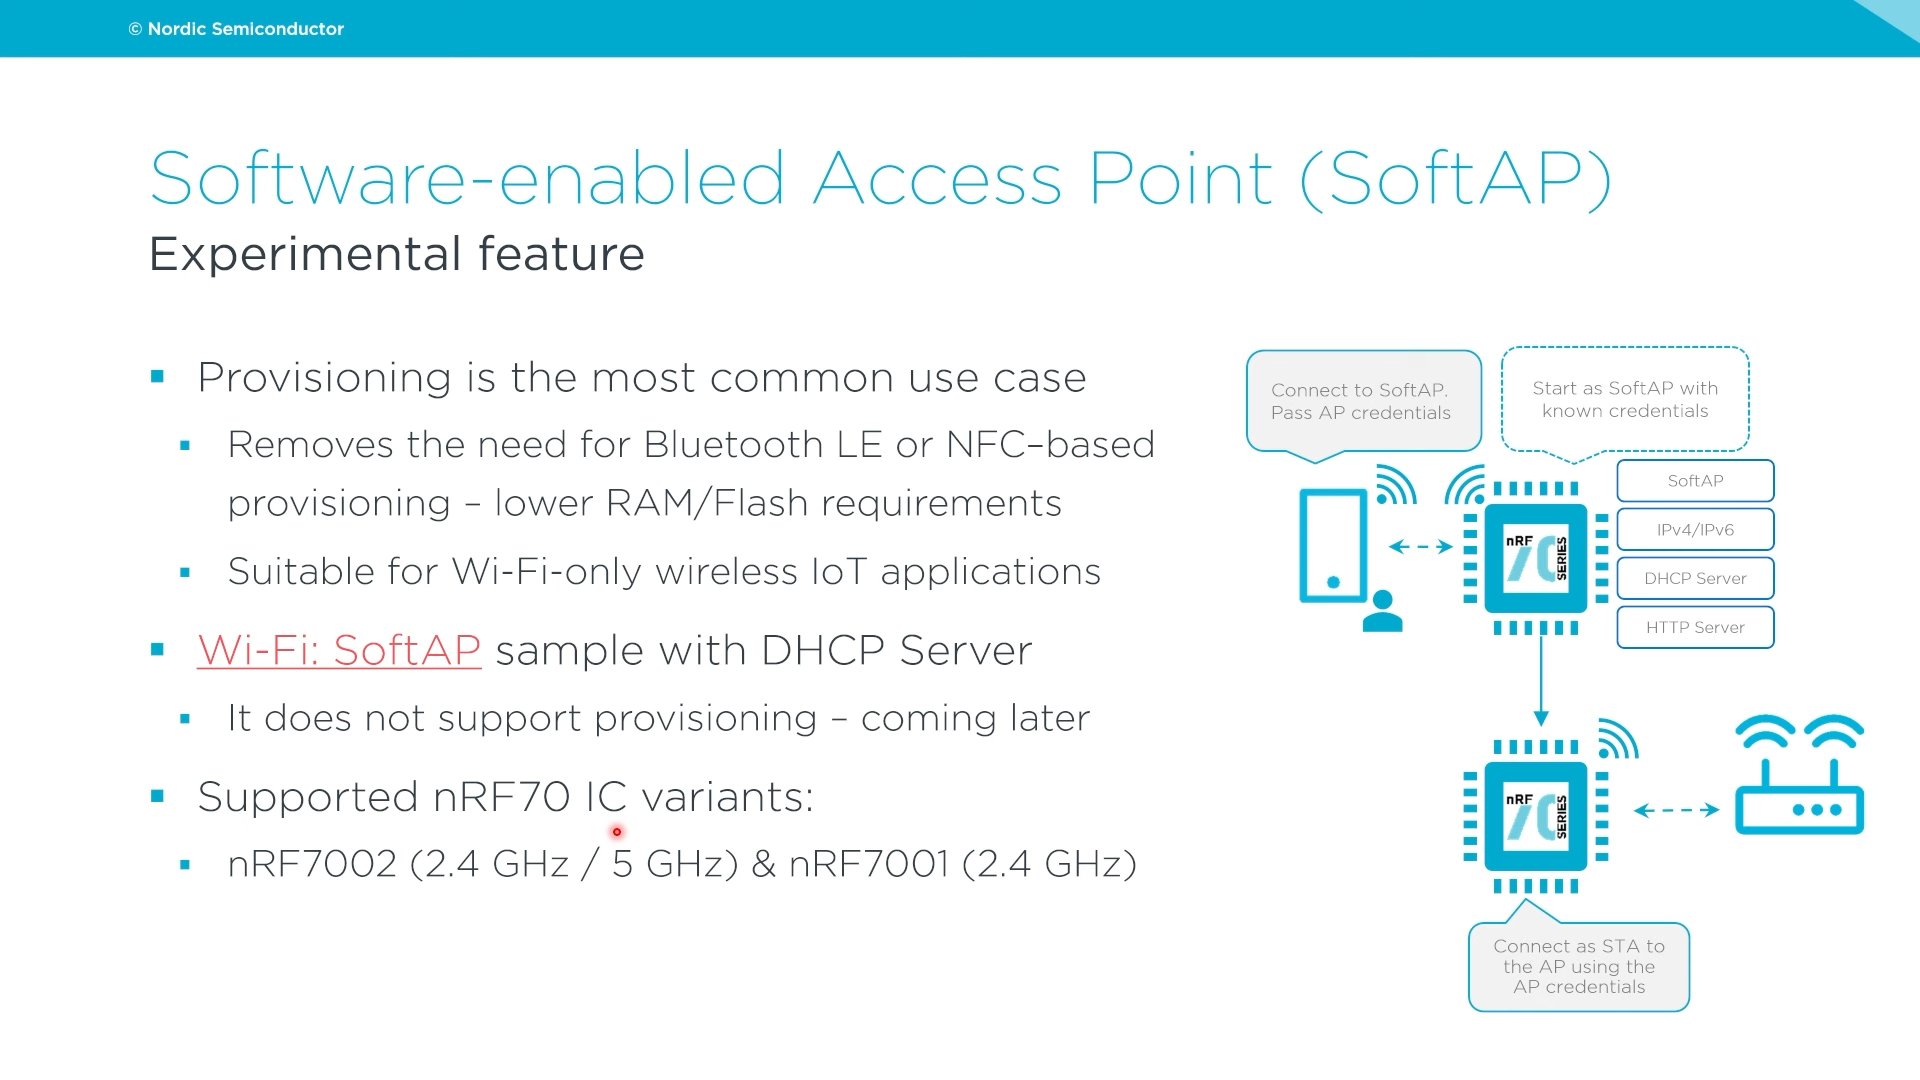 © Nordic Semiconductor
Software-enabled Access Point (SoftAP)
Experimental feature
Provisioning is the most common use case
Removes the need for Bluetooth LE or NFC–based
provisioning – lower RAM/Flash requirements
Suitable for Wi-Fi-only wireless IoT applications
Wi-Fi: SoftAP sample with DHCP Server
It does not support provisioning – coming later
Supported nRF70 IC variants:
nRF7002 (2.4 GHz / 5 GHz) & nRF7001 (2.4 GHz)
Connect to SoftAP.
Pass AP credentials
Start as SoftAP with
known credentials
SoftAP
IPv4/IPv6
DHCP Server
HTTP Server
nRF
70
SERIES
nRF
70
SERIES
Connect as STA to
the AP using the
AP credentials